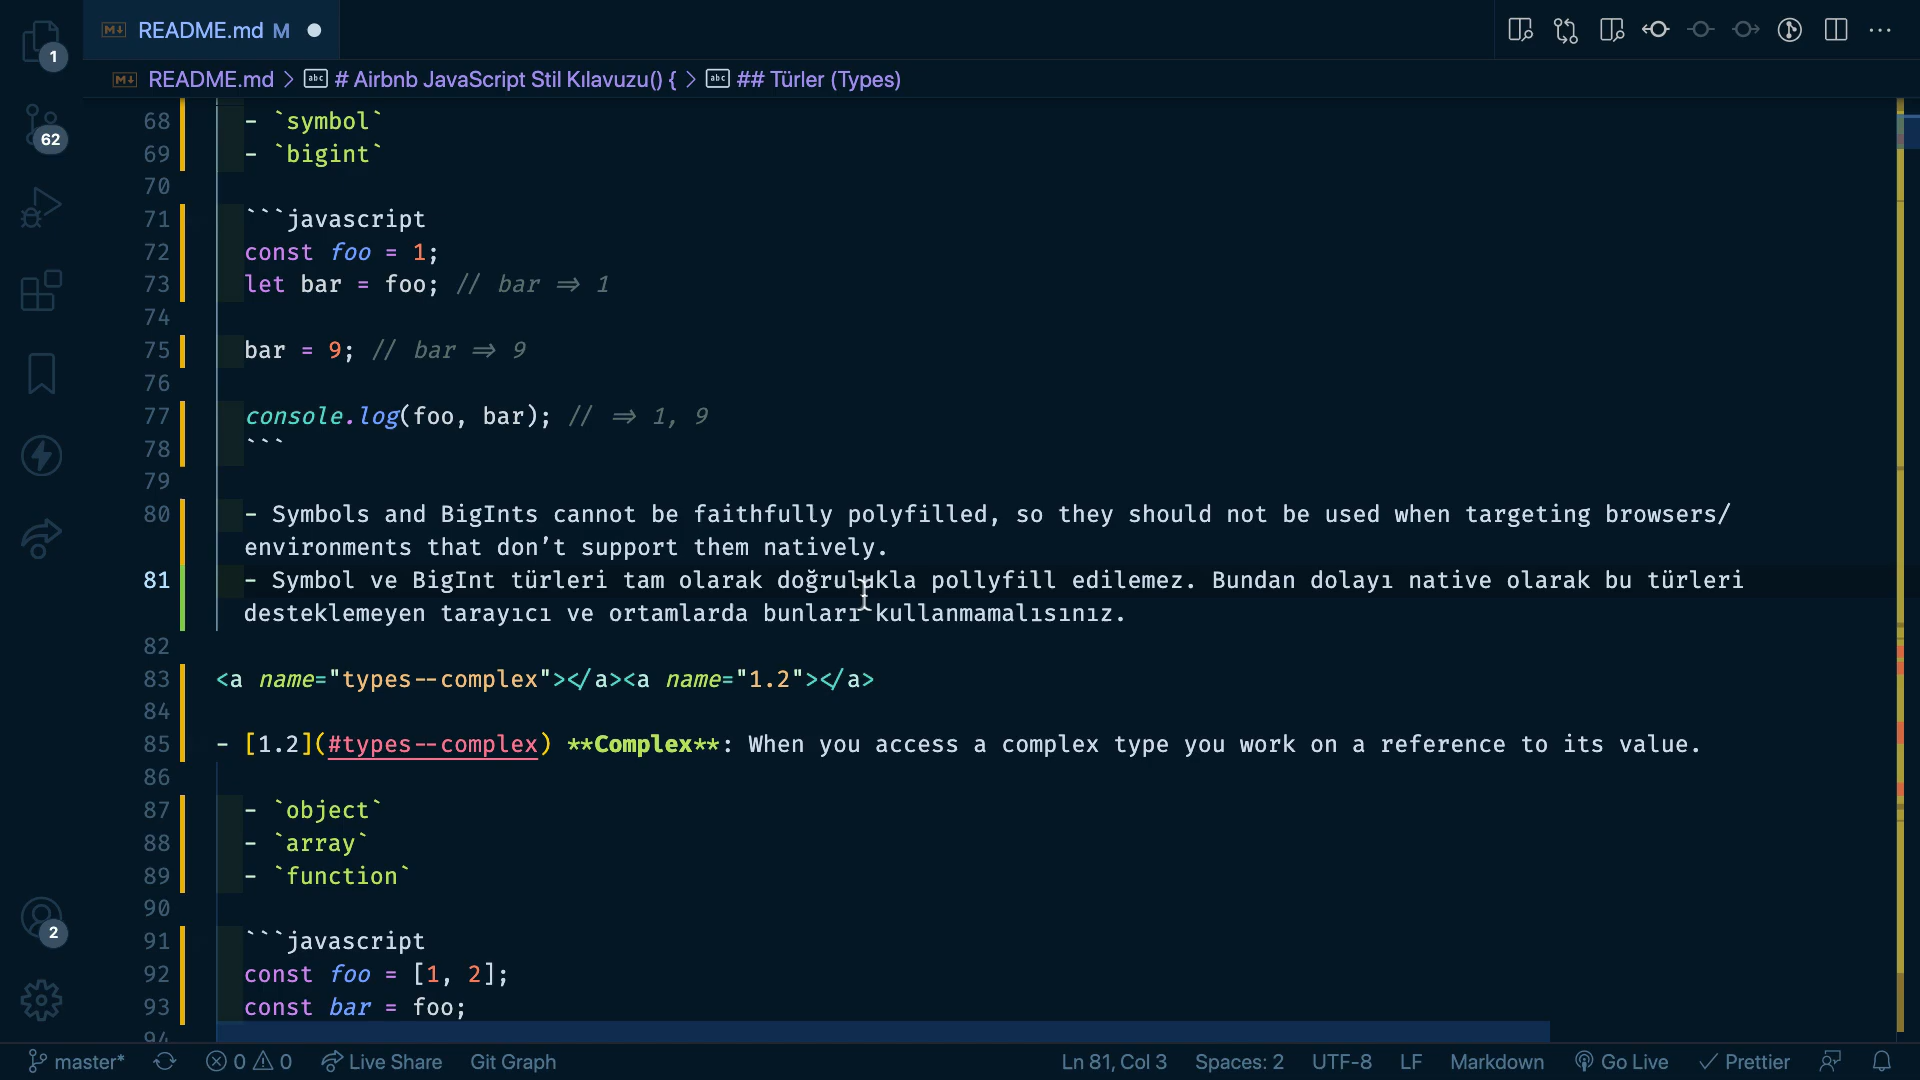 README.md M
README.md > # Airbnb JavaScript Stil Kılavuzu() { > ## Türler (Types)
1
62
2
68 - `symbol`
69 - `bigint`
70
71 ```javascript
72 const foo = 1;
73 let bar = foo; // bar => 1
74
75 bar = 9; // bar => 9
76
77 console.log(foo, bar); // => 1, 9
78 ```
79
80 - Symbols and BigInts cannot be faithfully polyfilled, so they should not be used when targeting browsers/
environments that don’t support them natively.
81 - Symbol ve BigInt türleri tam olarak doğrulukla pollyfill edilemez. Bundan dolayı native olarak bu türleri
desteklemeyen tarayıcı ve ortamlarda bunları kullanmamalısınız.
82
83 <a name="types--complex"></a><a name="1.2"></a>
84
85 - [1.2](#types--complex) **Complex**: When you access a complex type you work on a reference to its value.
86
87 - `object`
88 - `array`
89 - `function`
90
91 ```javascript
92 const foo = [1, 2];
93 const bar = foo;
94
master* 0 0 Live Share Git Graph Ln 81, Col 3 Spaces: 2 UTF-8 LF Markdown Go Live Prettier